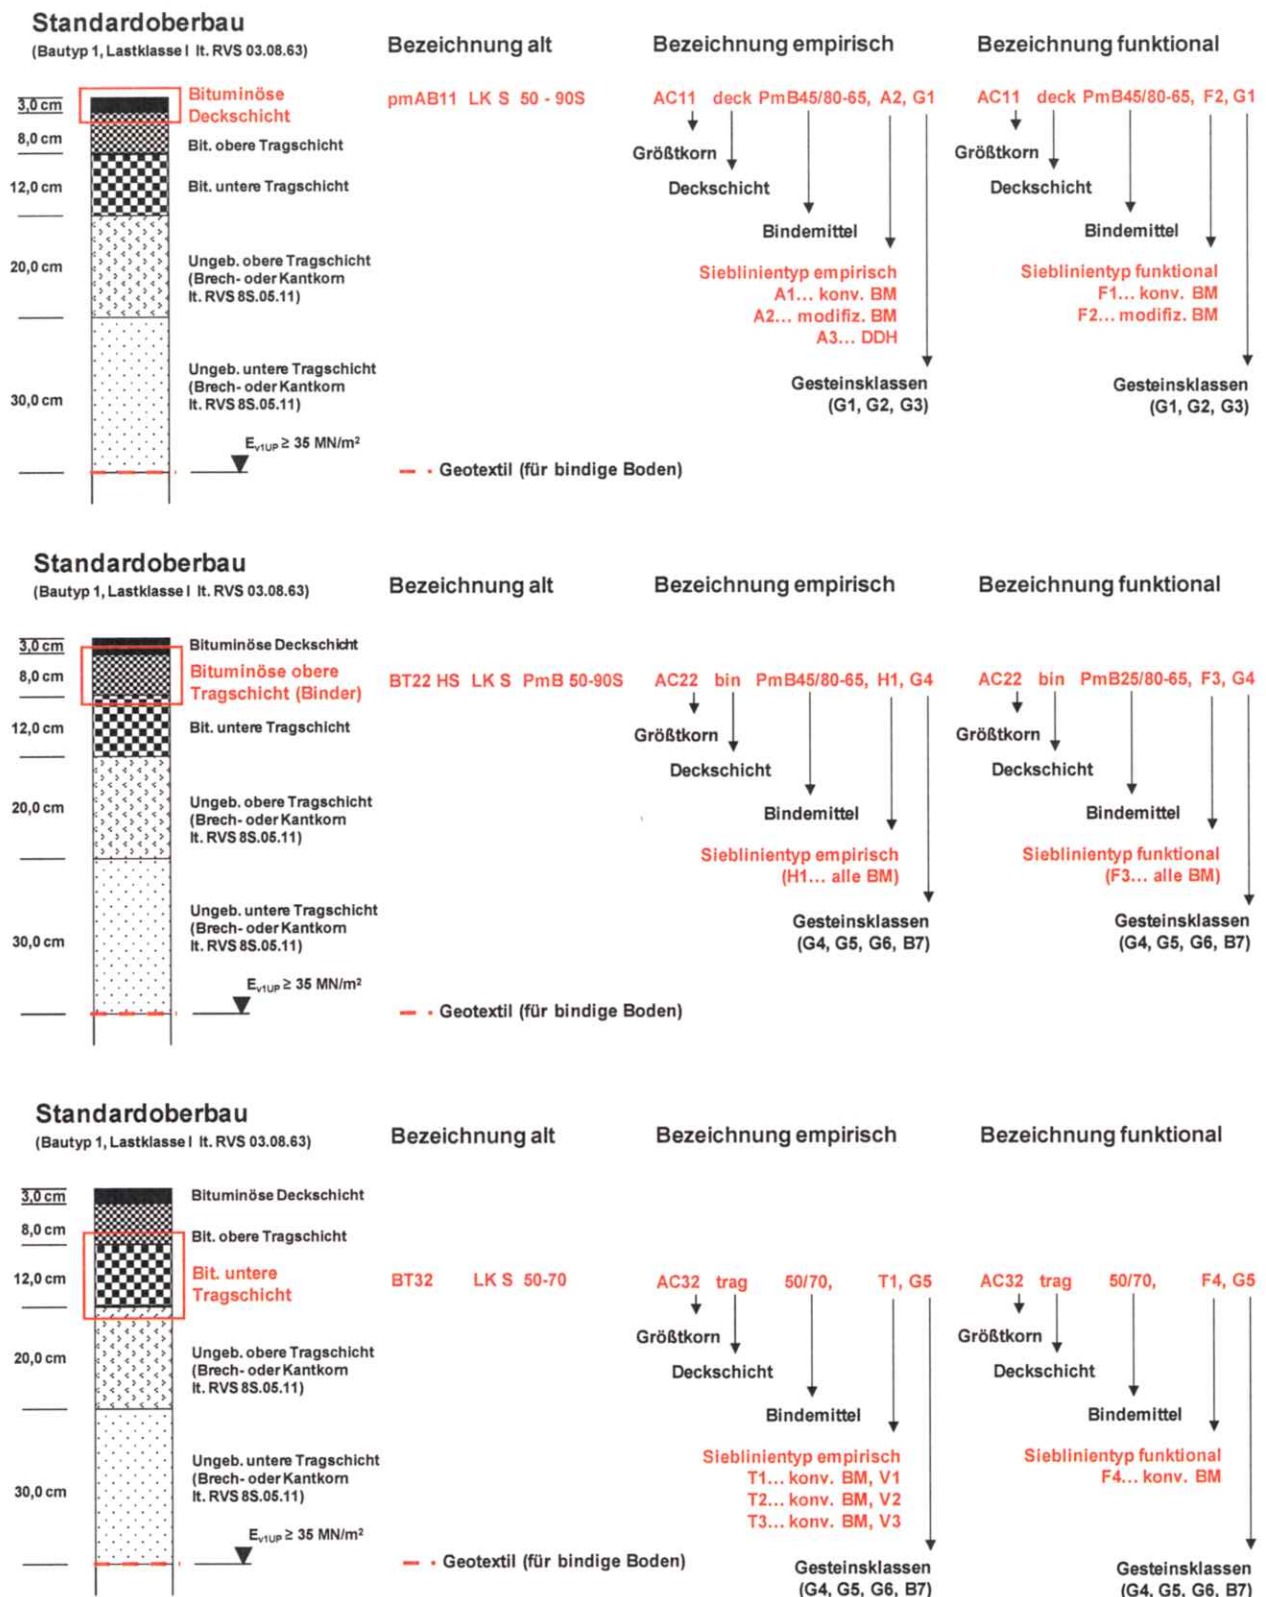 Standardoberbau
(Bautyp 1, Lastklasse I lt. RVS 03.08.63)
Bezeichnung alt
Bezeichnung empirisch
Bezeichnung funktional
3,0 cm
8,0 cm
12,0 cm
20,0 cm
30,0 cm
Bituminöse
Deckschicht
Bit. obere Tragschicht
Bit. untere Tragschicht
Ungeb. obere Tragschicht
(Brech- oder Kantkorn
lt. RVS 8S.05.11)
Ungeb. untere Tragschicht
(Brech- oder Kantkorn
lt. RVS 8S.05.11)
Ev1UP ≥ 35 MN/m²
Geotextil (für bindige Boden)
pmAB11 LK S 50 - 90S
AC11 deck PmB45/80-65, A2, G1
Größtkorn
Deckschicht
Bindemittel
Sieblinientyp empirisch
A1... konv. BM
A2... modifiz. BM
A3... DDH
Gesteinsklassen
(G1, G2, G3)
AC11 deck PmB45/80-65, F2, G1
Größtkorn
Deckschicht
Bindemittel
Sieblinientyp funktional
F1... konv. BM
F2... modifiz. BM
Gesteinsklassen
(G1, G2, G3)
Standardoberbau
(Bautyp 1, Lastklasse I lt. RVS 03.08.63)
Bezeichnung alt
Bezeichnung empirisch
Bezeichnung funktional
3,0 cm
8,0 cm
12,0 cm
20,0 cm
30,0 cm
Bituminöse Deckschicht
Bituminöse obere
Tragschicht (Binder)
Bit. untere Tragschicht
Ungeb. obere Tragschicht
(Brech- oder Kantkorn
lt. RVS 8S.05.11)
Ungeb. untere Tragschicht
(Brech- oder Kantkorn
lt. RVS 8S.05.11)
Ev1UP ≥ 35 MN/m²
Geotextil (für bindige Boden)
BT22 HS LK S PmB 50-90S
AC22 bin PmB45/80-65, H1, G4
Größtkorn
Deckschicht
Bindemittel
Sieblinientyp empirisch
(H1... alle BM)
Gesteinsklassen
(G4, G5, G6, B7)
AC22 bin PmB25/80-65, F3, G4
Größtkorn
Deckschicht
Bindemittel
Sieblinientyp funktional
(F3... alle BM)
Gesteinsklassen
(G4, G5, G6, B7)
Standardoberbau
(Bautyp 1, Lastklasse I lt. RVS 03.08.63)
Bezeichnung alt
Bezeichnung empirisch
Bezeichnung funktional
3,0 cm
8,0 cm
12,0 cm
20,0 cm
30,0 cm
Bituminöse Deckschicht
Bit. obere Tragschicht
Bit. untere
Tragschicht
Ungeb. obere Tragschicht
(Brech- oder Kantkorn
lt. RVS 8S.05.11)
Ungeb. untere Tragschicht
(Brech- oder Kantkorn
lt. RVS 8S.05.11)
Ev1UP ≥ 35 MN/m²
Geotextil (für bindige Boden)
BT32 LK S 50-70
AC32 trag 50/70, T1, G5
Größtkorn
Deckschicht
Bindemittel
Sieblinientyp empirisch
T1... konv. BM, V1
T2... konv. BM, V2
T3... konv. BM, V3
Gesteinsklassen
(G4, G5, G6, B7)
AC32 trag 50/70, F4, G5
Größtkorn
Deckschicht
Bindemittel
Sieblinientyp funktional
F4... konv. BM
Gesteinsklassen
(G4, G5, G6, B7)